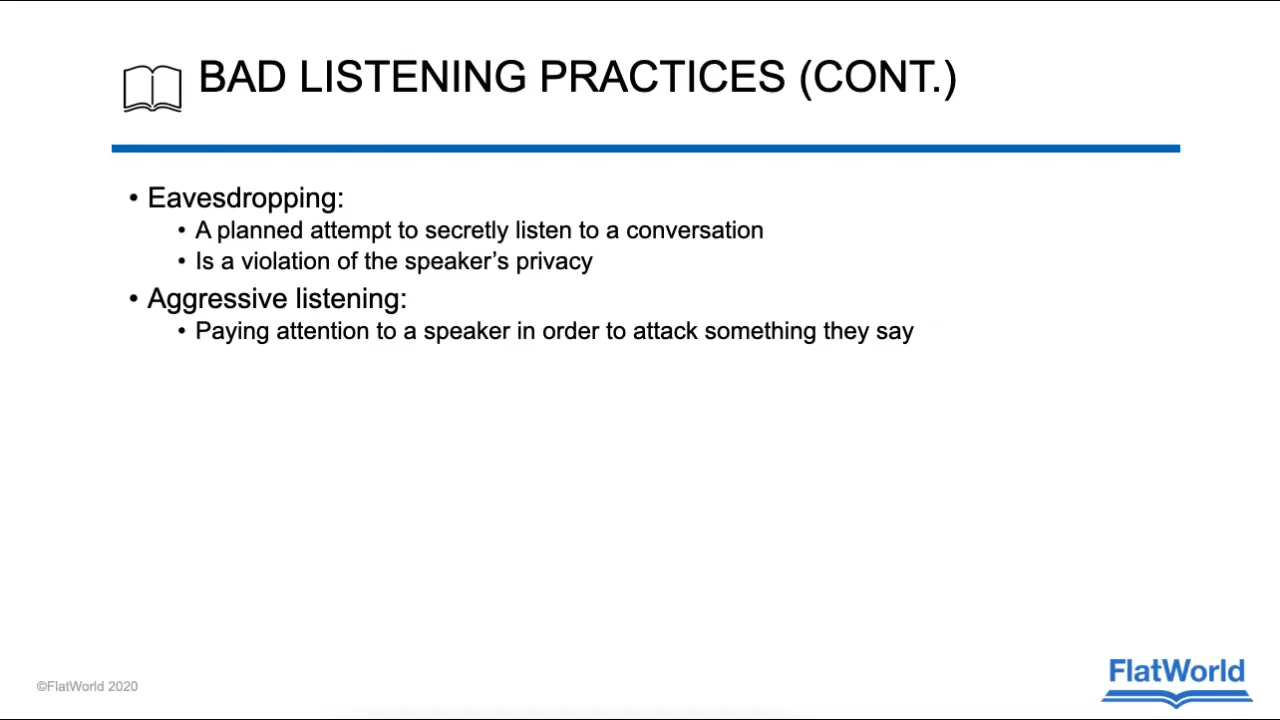 BAD LISTENING PRACTICES (CONT.)
• Eavesdropping:
• A planned attempt to secretly listen to a conversation
• Is a violation of the speaker’s privacy
• Aggressive listening:
• Paying attention to a speaker in order to attack something they say
©FlatWorld 2020
FlatWorld